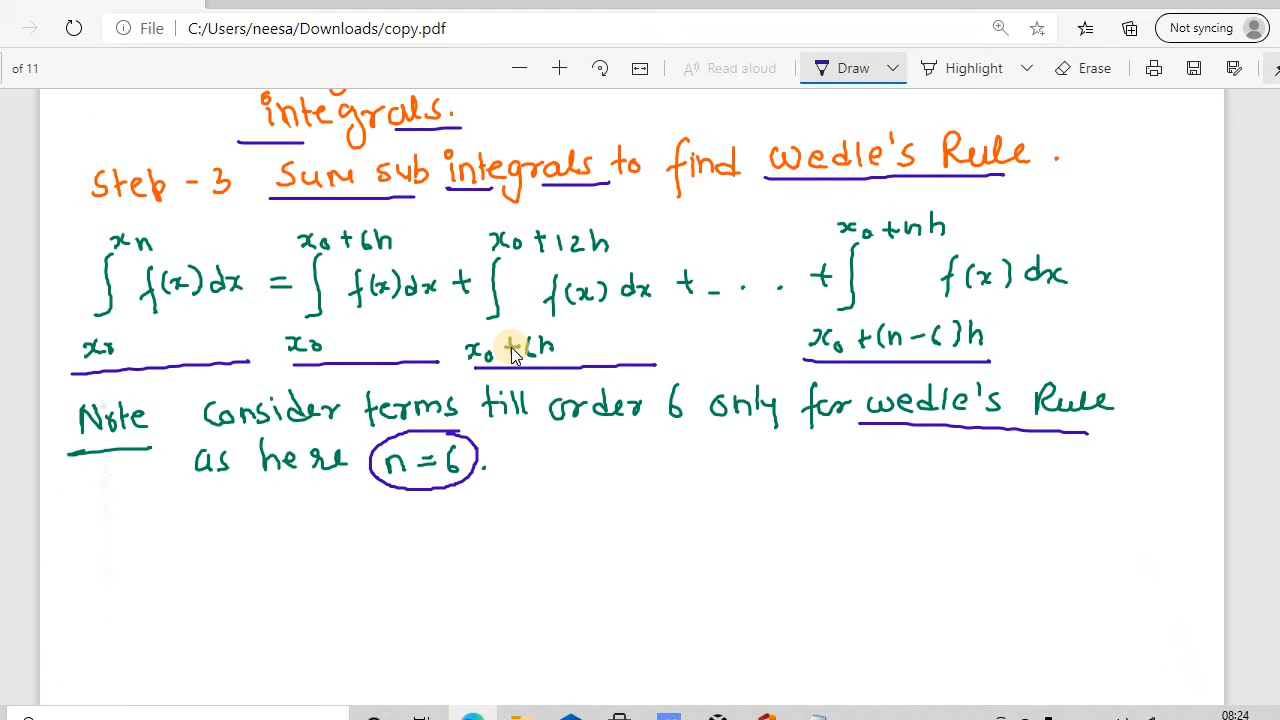 File C:/Users/neesa/Downloads/copy.pdf Not syncing
of 11 Read aloud Draw Highlight Erase
integrals.
Step - 3 Sum sub integrals to find wedle's Rule .
∫_{x0}^{xn} f(x) dx = ∫_{x0}^{x0+6h} f(x) dx + ∫_{x0+6h}^{x0+12h} f(x) dx + - . . . + ∫_{x0+(n-6)h}^{x0+nh} f(x) dx
Note Consider terms till order 6 only for wedle's Rule
as here n = 6 .
08:24